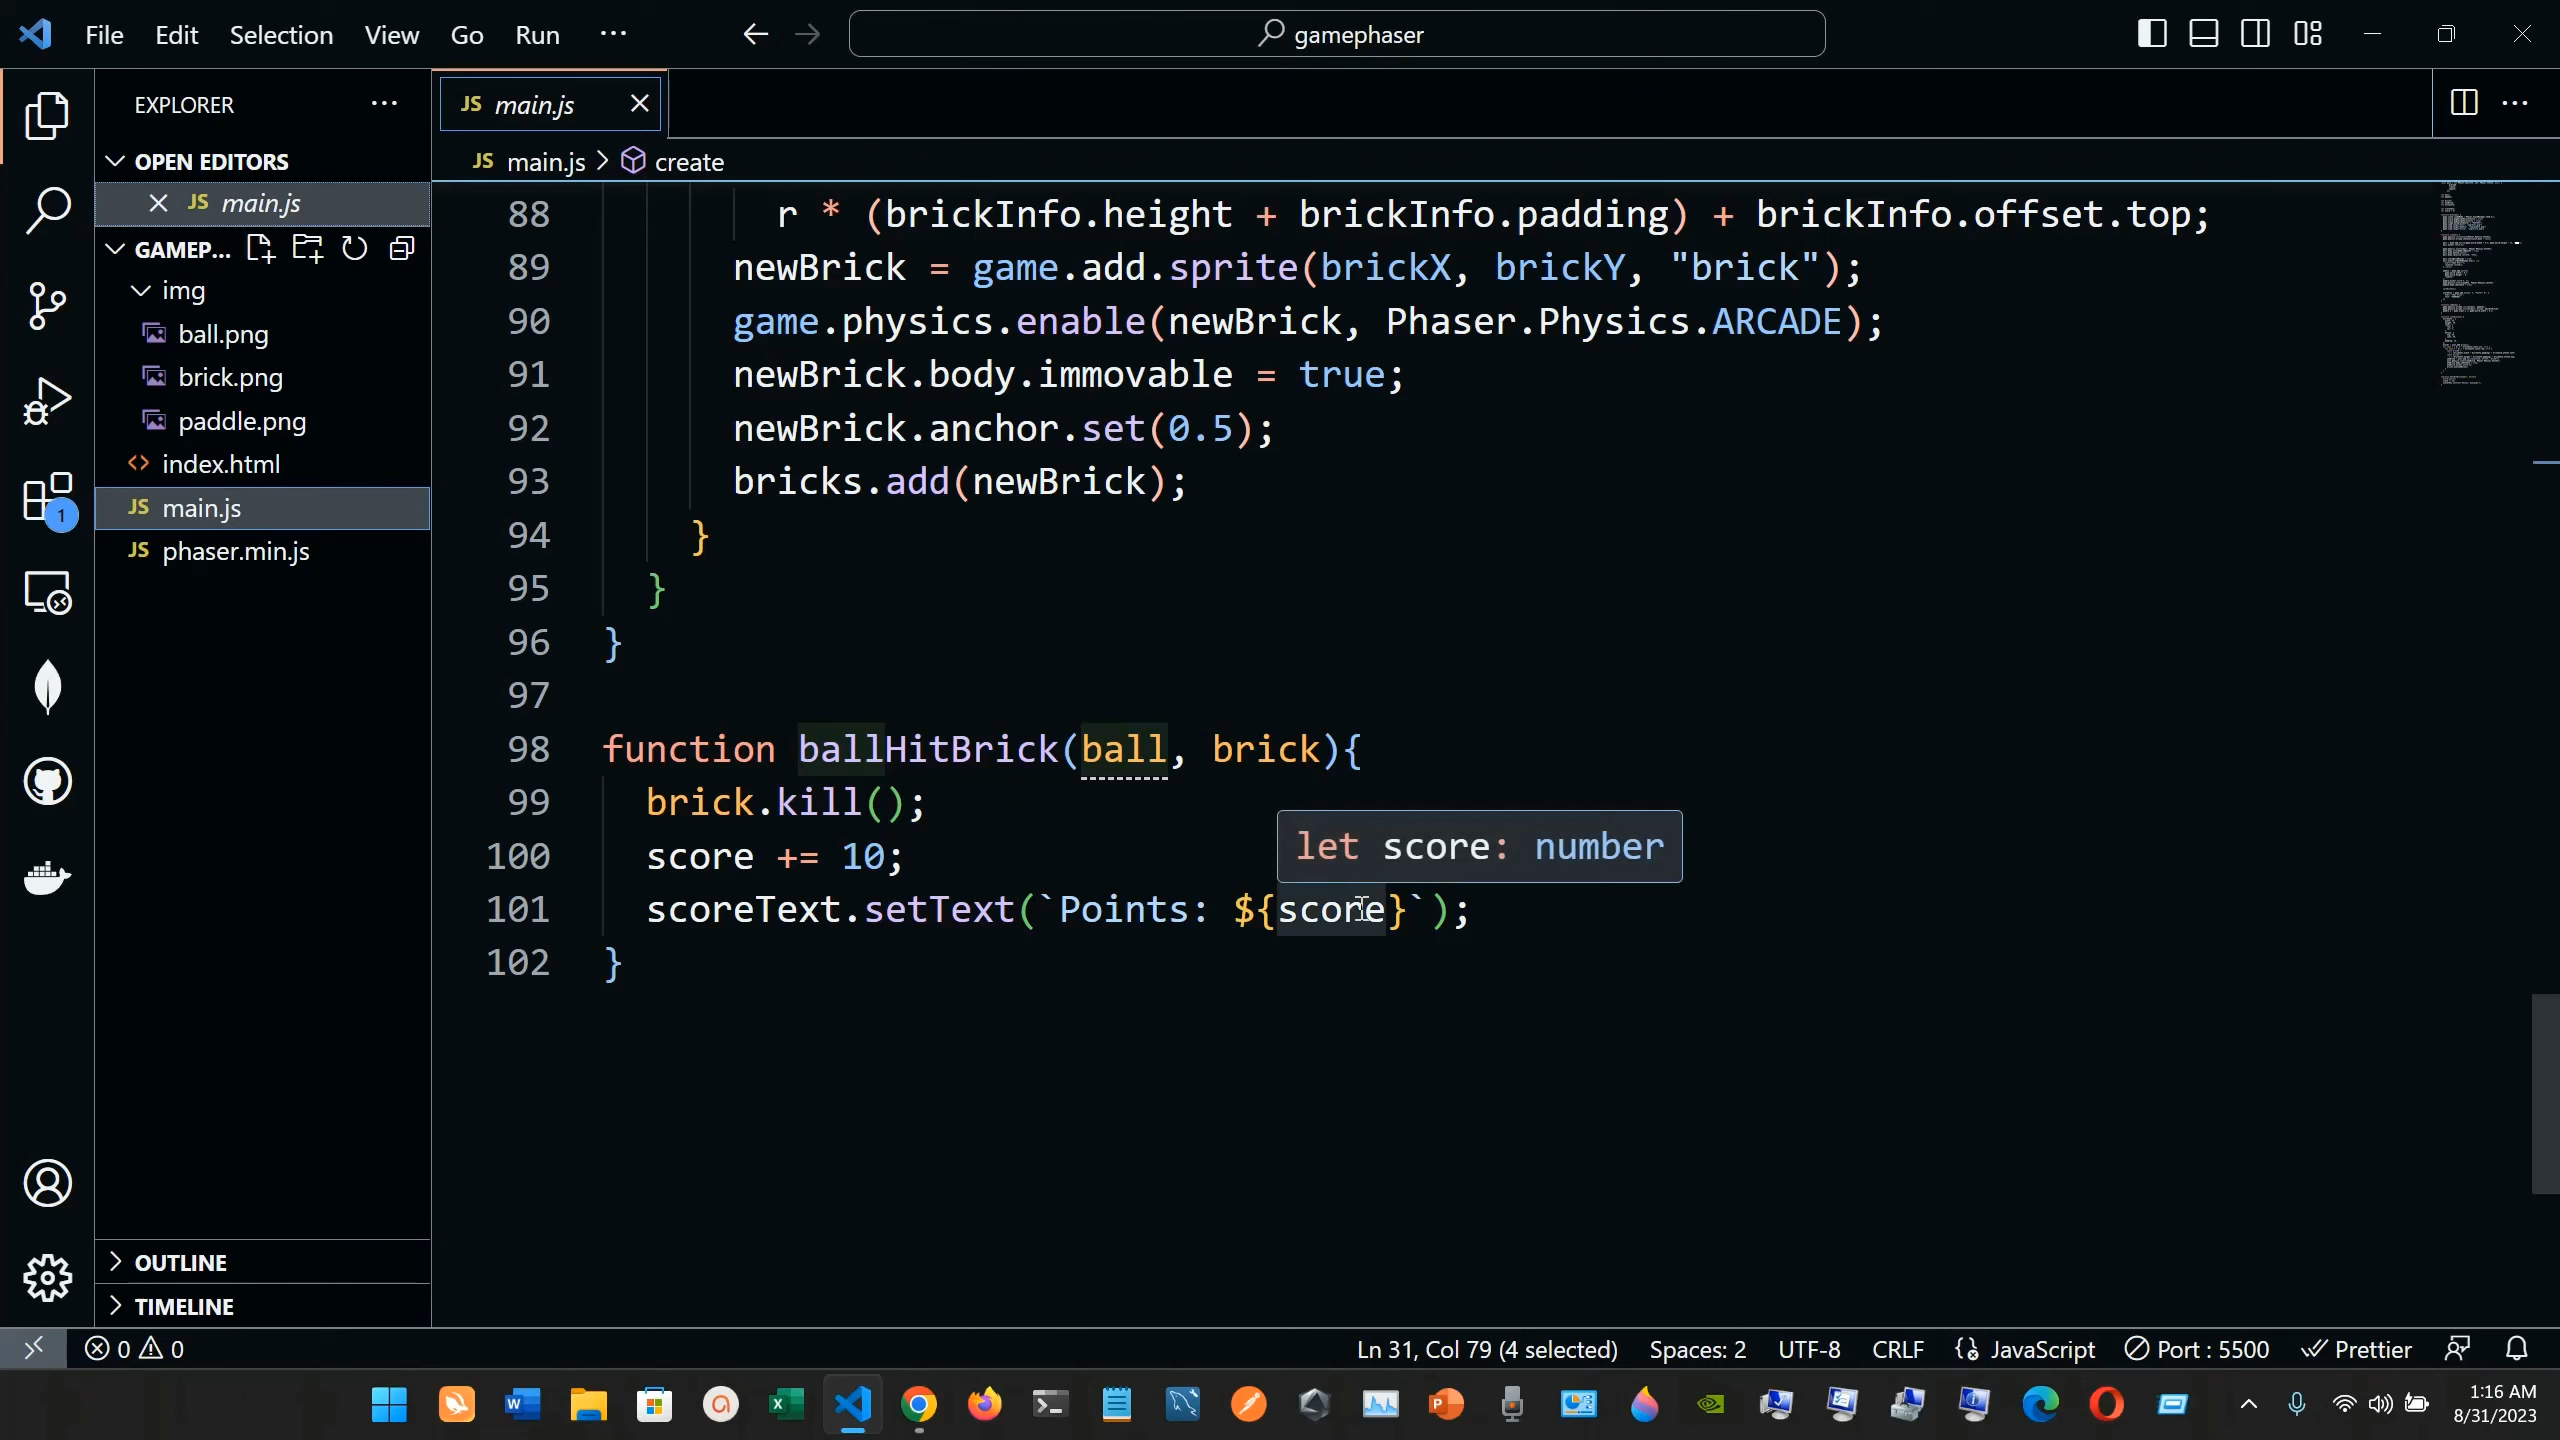 File Edit Selection View Go Run ···
gamephaser
EXPLORER
OPEN EDITORS
JS main.js
GAMEP...
img
ball.png
brick.png
paddle.png
<> index.html
JS main.js
JS phaser.min.js
OUTLINE
TIMELINE
1
JS main.js
JS main.js > create
88 r * (brickInfo.height + brickInfo.padding) + brickInfo.offset.top;
89 newBrick = game.add.sprite(brickX, brickY, "brick");
90 game.physics.enable(newBrick, Phaser.Physics.ARCADE);
91 newBrick.body.immovable = true;
92 newBrick.anchor.set(0.5);
93 bricks.add(newBrick);
94 }
95 }
96 }
97
98 function ballHitBrick(ball, brick){
99 brick.kill();
100 score += 10;
let score: number
101 scoreText.setText(`Points: ${score}`);
102 }
0 0
Ln 31, Col 79 (4 selected) Spaces: 2 UTF-8 CRLF JavaScript Port : 5500 Prettier
1:16 AM
8/31/2023